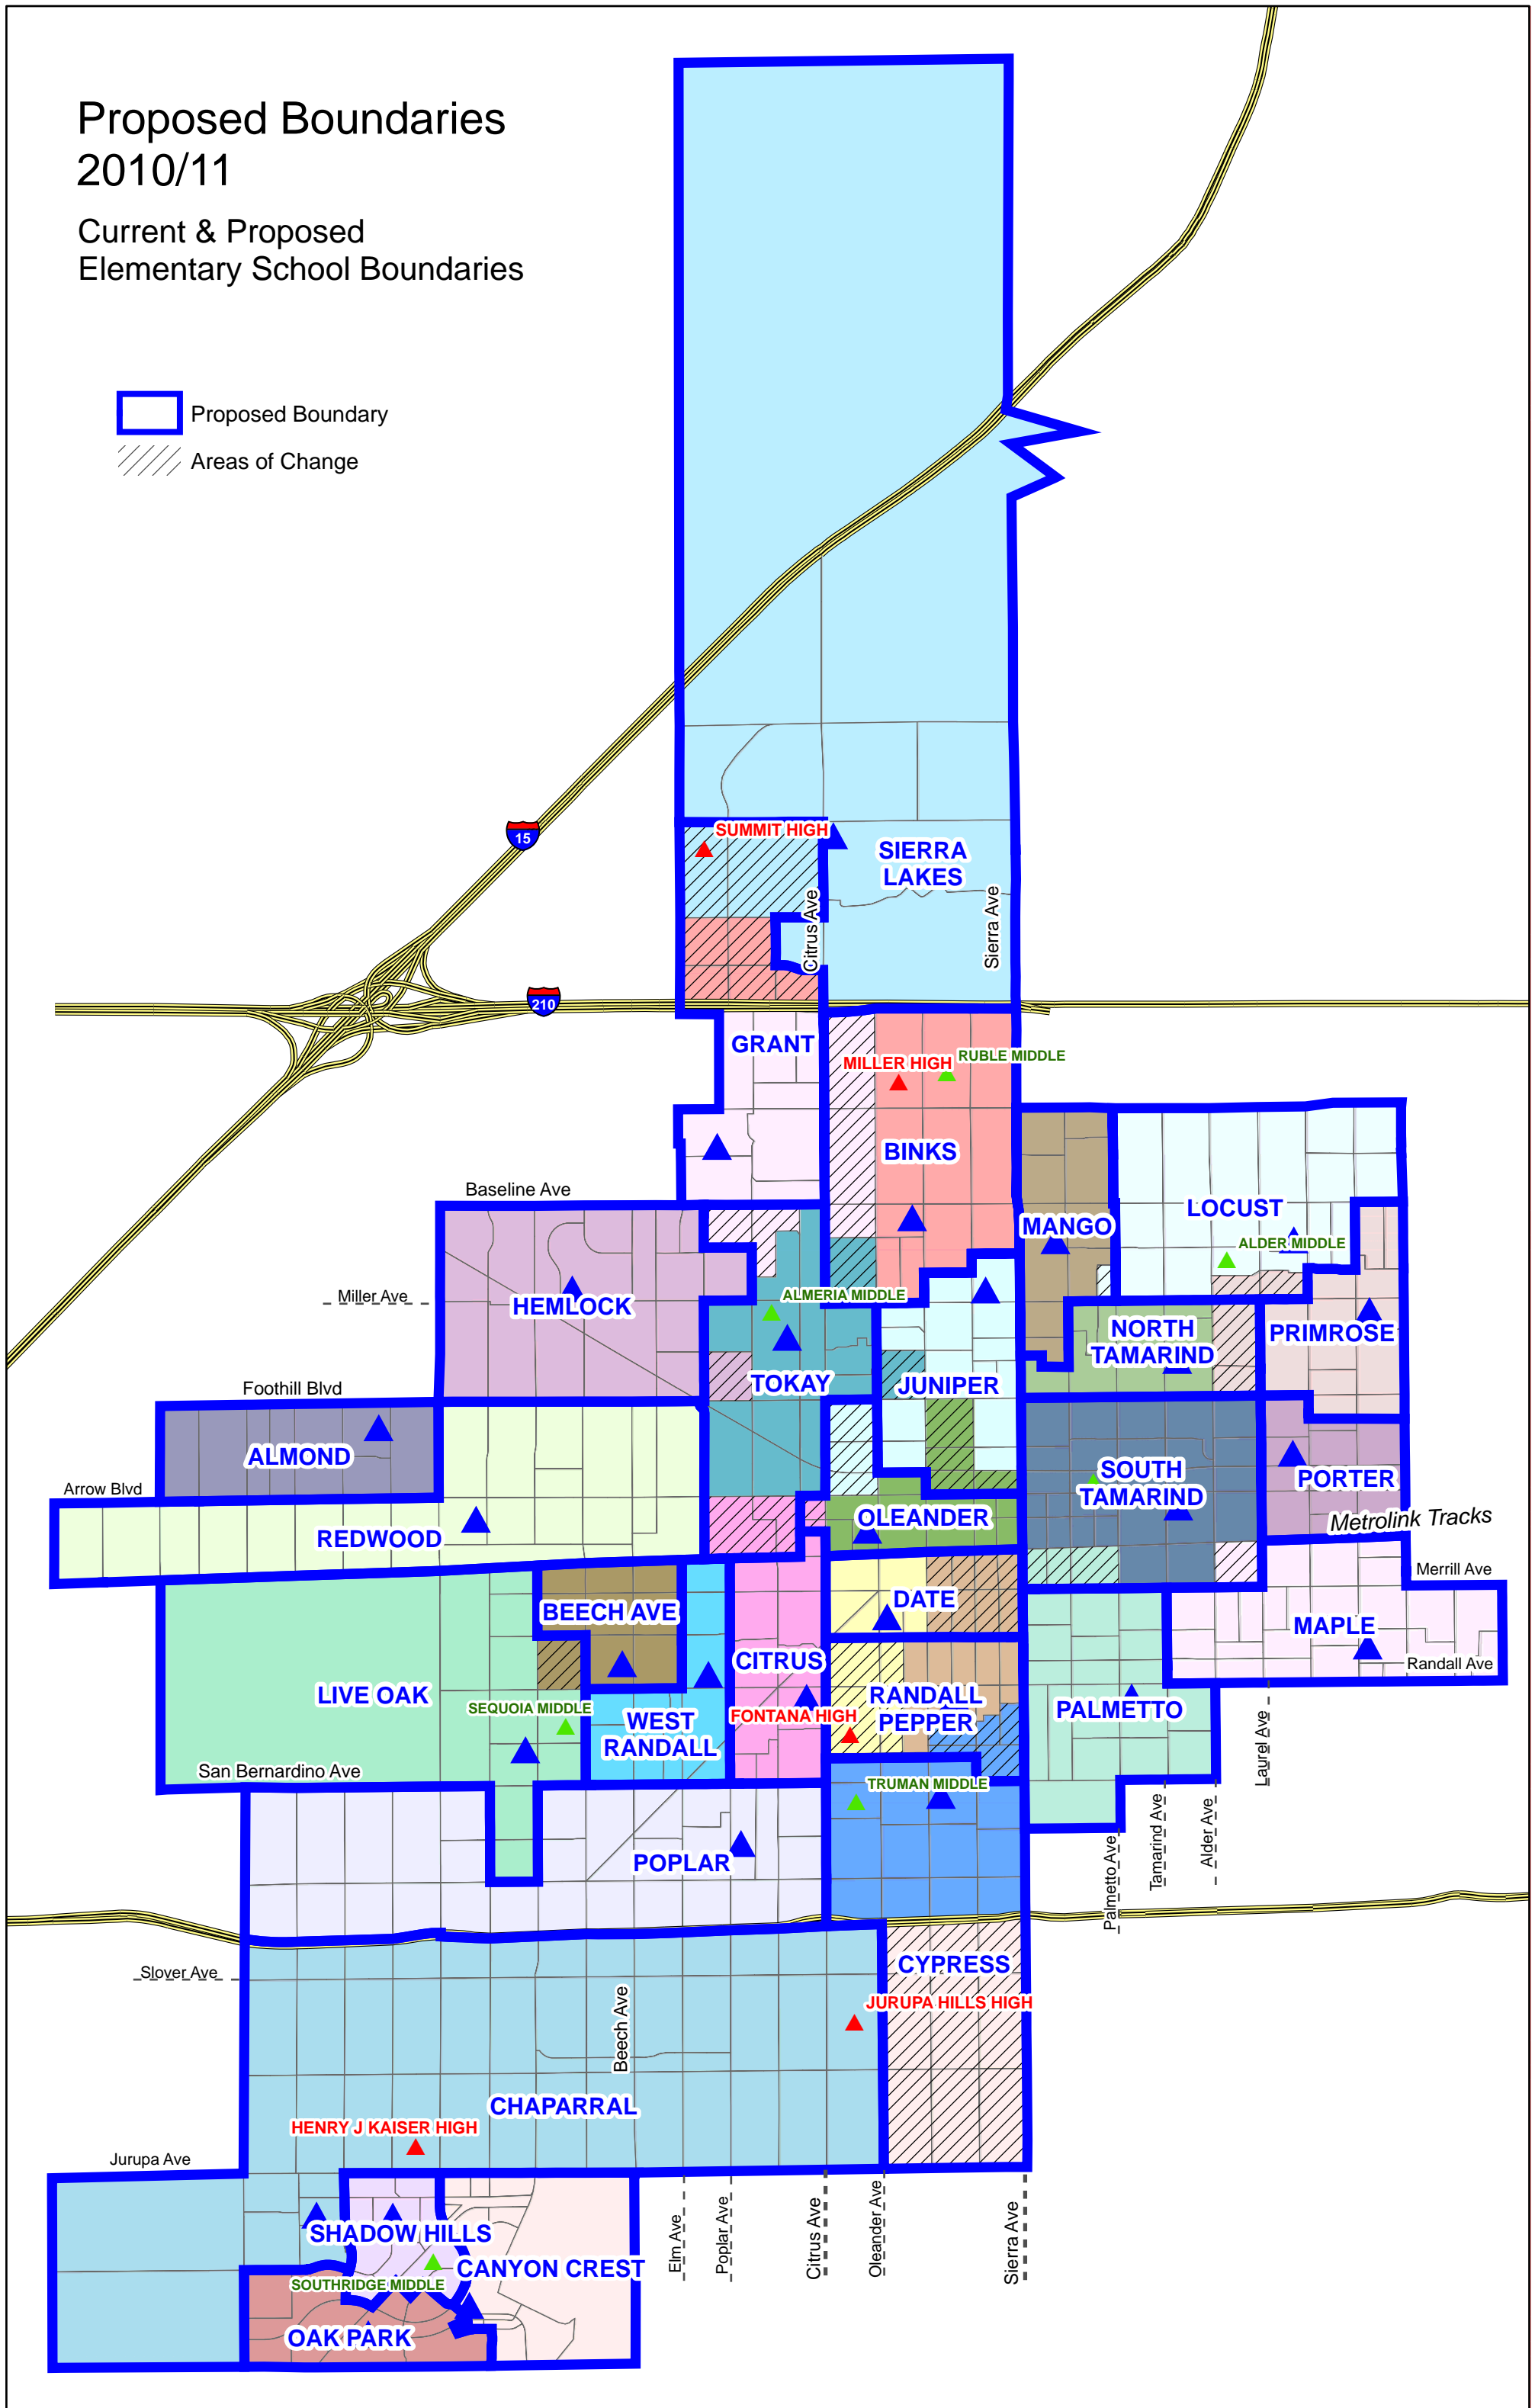 Proposed Boundaries
2010/11
Current & Proposed
Elementary School Boundaries
Proposed Boundary
Areas of Change
15
SUMMIT HIGH
SIERRA
LAKES
Citrus Ave
Sierra Ave
210
GRANT
MILLER HIGH
RUBLE MIDDLE
BINKS
Baseline Ave
LOCUST
MANGO
ALDER MIDDLE
Miller Ave
HEMLOCK
ALMERIA MIDDLE
NORTH
TAMARIND
PRIMROSE
TOKAY
JUNIPER
Foothill Blvd
ALMOND
SOUTH
TAMARIND
PORTER
Arrow Blvd
REDWOOD
OLEANDER
Metrolink Tracks
Merrill Ave
BEECH AVE
DATE
MAPLE
CITRUS
Randall Ave
LIVE OAK
SEQUOIA MIDDLE
WEST
RANDALL
FONTANA HIGH
RANDALL
PEPPER
PALMETTO
Laurel Ave
San Bernardino Ave
TRUMAN MIDDLE
POPLAR
Palmetto Ave
Tamarind Ave
Alder Ave
Slover Ave
CYPRESS
JURUPA HILLS HIGH
Beech Ave
CHAPARRAL
HENRY J KAISER HIGH
Jurupa Ave
SHADOW HILLS
CANYON CREST
SOUTHRIDGE MIDDLE
OAK PARK
Elm Ave
Poplar Ave
Citrus Ave
Oleander Ave
Sierra Ave